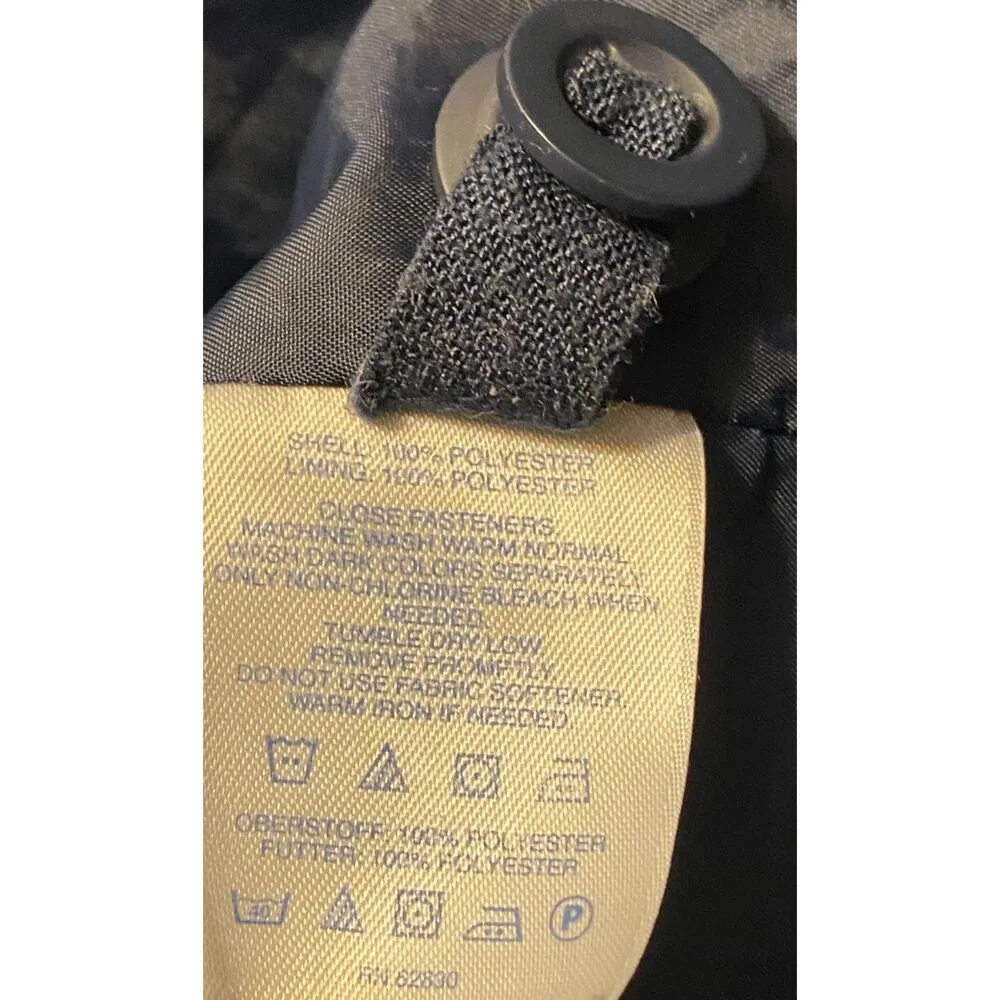 SHELL 100% POLYESTER
LINING: 100% POLYESTER
CLOSE FASTENERS.
MACHINE WASH WARM NORMAL
WASH DARK COLORS SEPARATELY.
ONLY NON-CHLORINE BLEACH WHEN
NEEDED.
TUMBLE DRY LOW
REMOVE PROMPTLY
DO NOT USE FABRIC SOFTENER.
WARM IRON IF NEEDED
OBERSTOFF: 100% POLYESTER
FUTTER: 100% POLYESTER
40
P
RN 62830